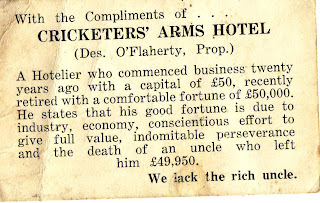 With the Compliments of . . .
CRICKETERS' ARMS HOTEL
(Des. O'Flaherty, Prop.)
A Hotelier who commenced business twenty
years ago with a capital of £50, recently
retired with a comfortable fortune of £50,000.
He states that his good fortune is due to
industry, economy, conscientious effort to
give full value, indomitable perseverance
and the death of an uncle who left
him £49,950.
We lack the rich uncle.